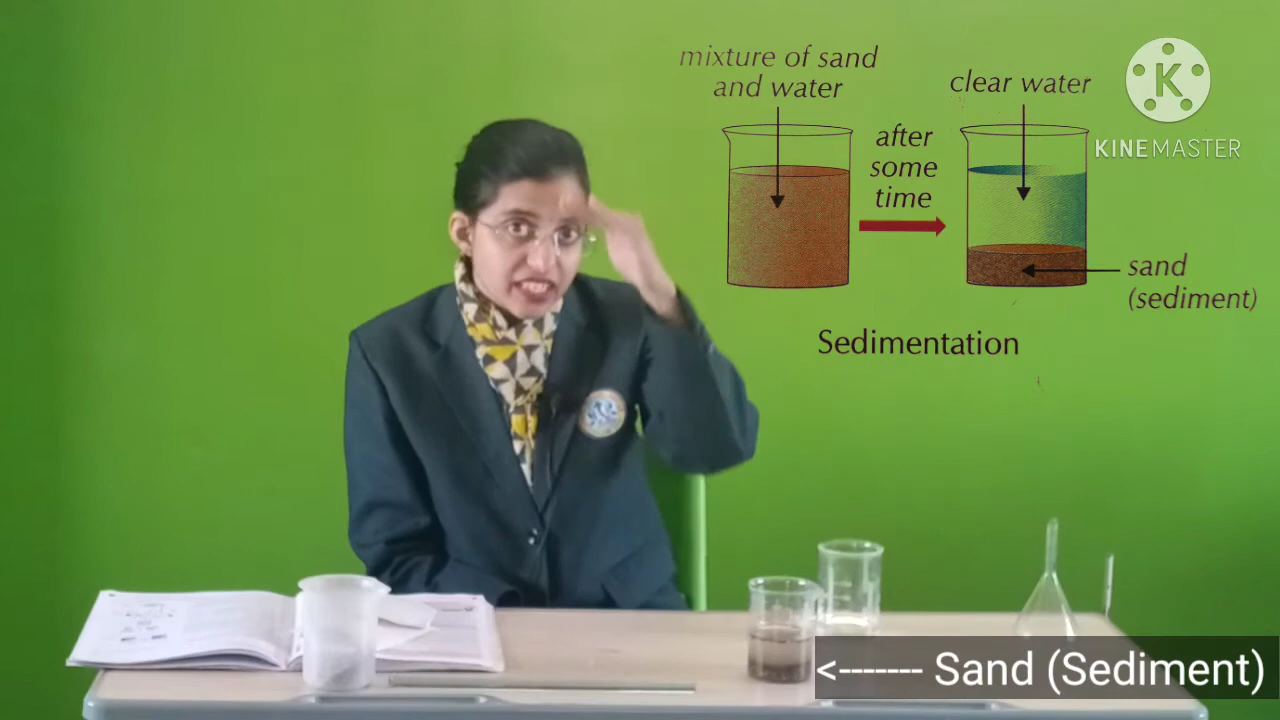 mixture of sand
and water
after
some
time
clear water
KINEMASTER
sand
(sediment)
Sedimentation
<------- Sand (Sediment)